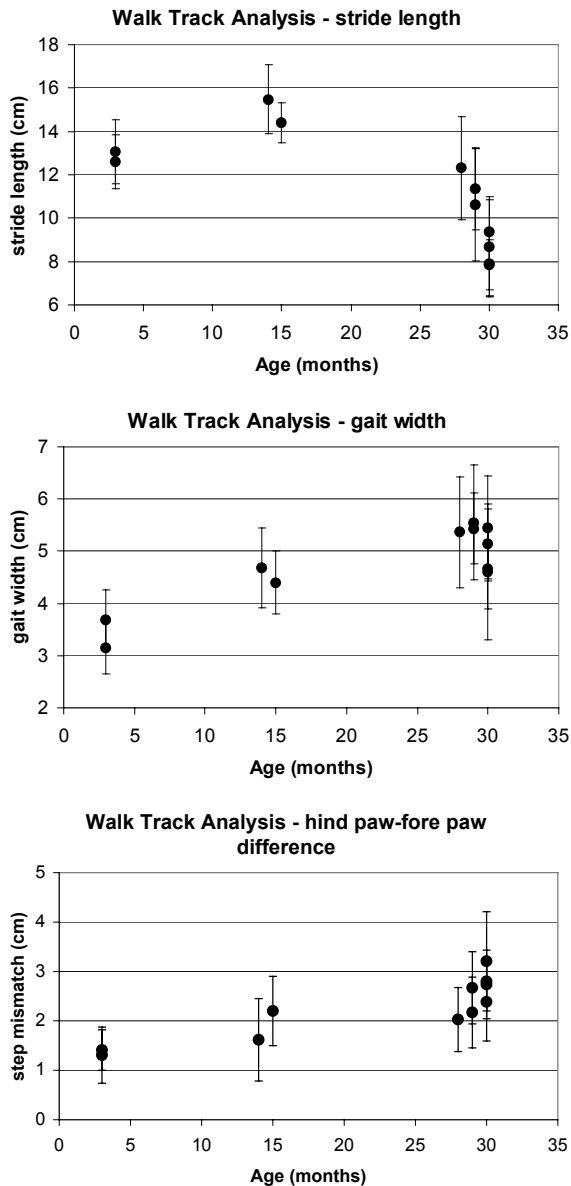 Walk Track Analysis - stride length
18
16
14
12
10
8
6
stride length (cm)
0 5 10 15 20 25 30 35
Age (months)
Walk Track Analysis - gait width
7
6
5
4
3
2
gait width (cm)
0 5 10 15 20 25 30 35
Age (months)
Walk Track Analysis - hind paw-fore paw
difference
5
4
3
2
1
0
step mismatch (cm)
0 5 10 15 20 25 30 35
Age (months)